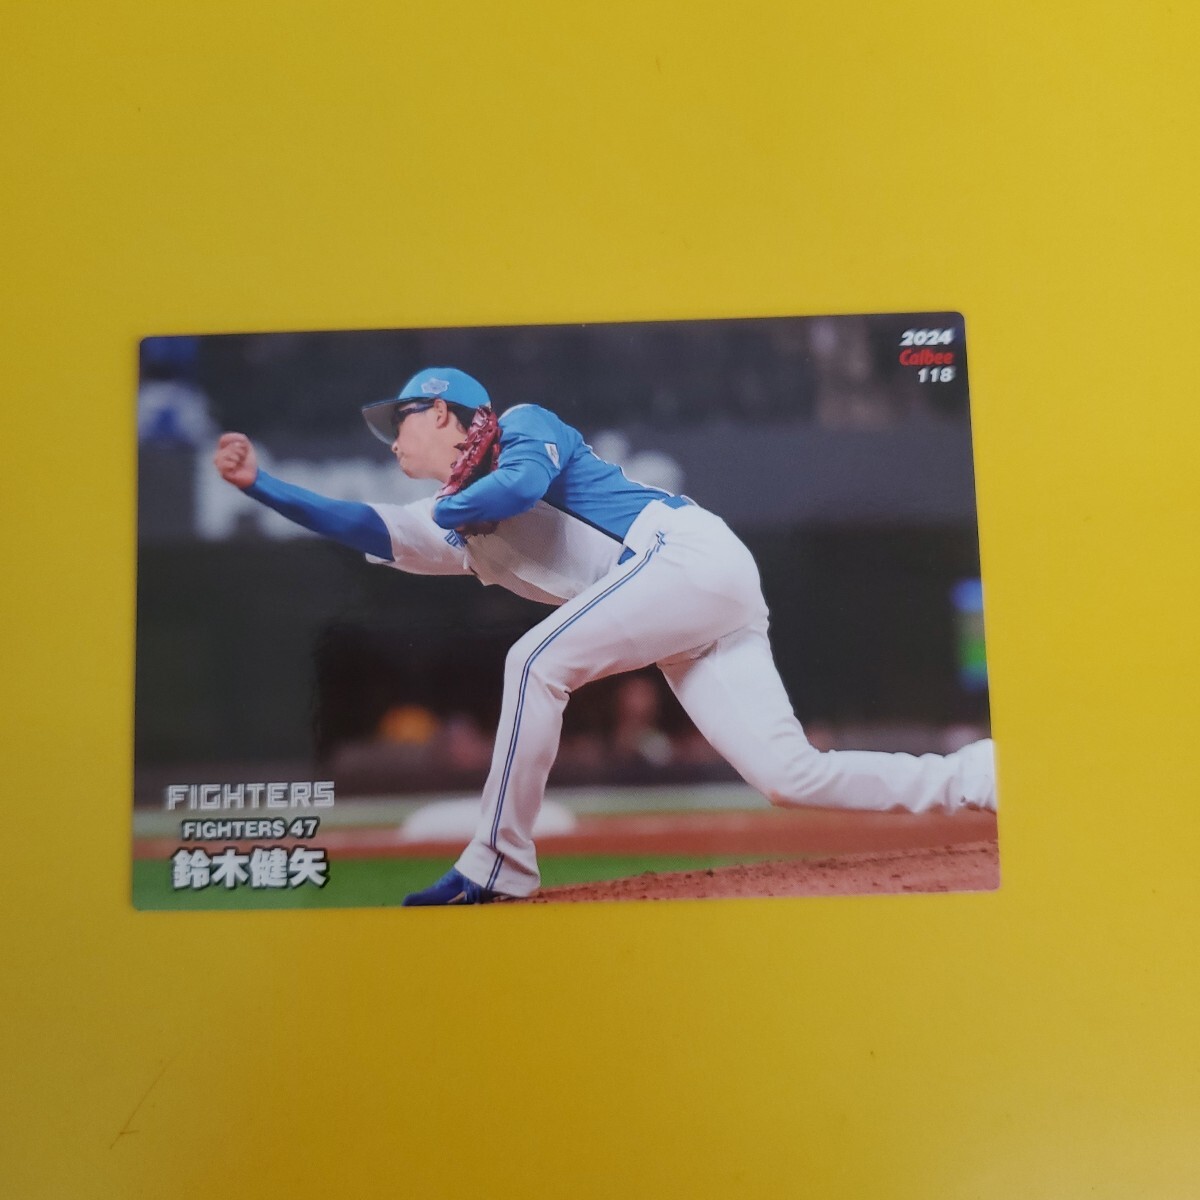 2024
Calbee
118
FIGHTERS
FIGHTERS 47
鈴木健矢